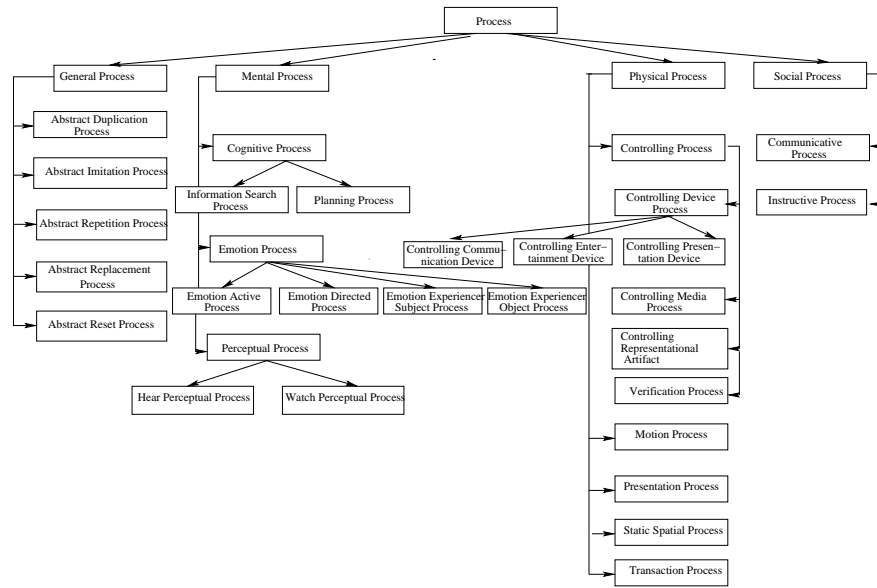 Process
General Process
Mental Process
Physical Process
Social Process
Abstract Duplication
Process
Abstract Imitation Process
Abstract Repetition Process
Abstract Replacement
Process
Abstract Reset Process
Cognitive Process
Information Search
Process
Planning Process
Emotion Process
Emotion Active
Process
Emotion Directed
Process
Emotion Experiencer
Subject Process
Emotion Experiencer
Object Process
Perceptual Process
Hear Perceptual Process
Watch Perceptual Process
Controlling Process
Controlling Device
Process
Controlling Commu–
nication Device
Controlling Enter–
tainment Device
Controlling Presen–
tation Device
Controlling Media
Process
Controlling
Representational
Artifact
Verification Process
Motion Process
Presentation Process
Static Spatial Process
Transaction Process
Communicative
Process
Instructive Process